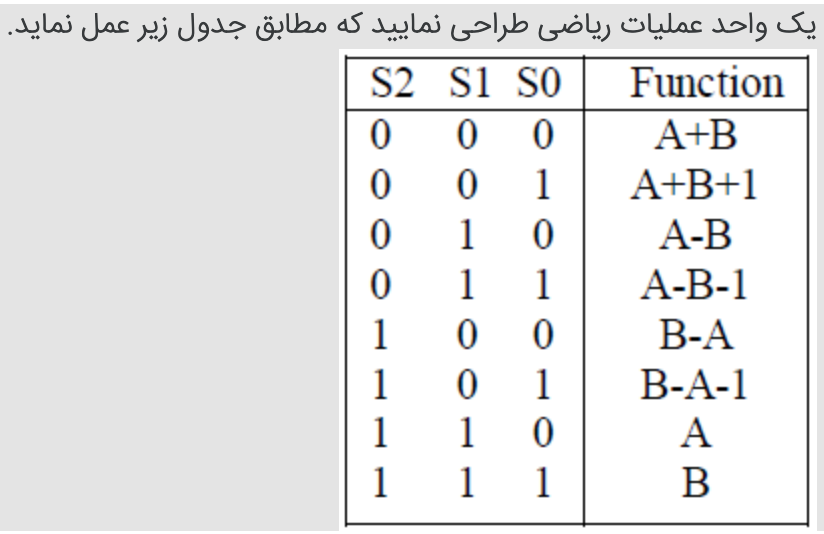 یک واحد عملیات ریاضی طراحی نمایید که مطابق جدول زیر عمل نماید.
S2 S1 S0 Function
0 0 0 A+B
0 0 1 A+B+1
0 1 0 A-B
0 1 1 A-B-1
1 0 0 B-A
1 0 1 B-A-1
1 1 0 A
1 1 1 B